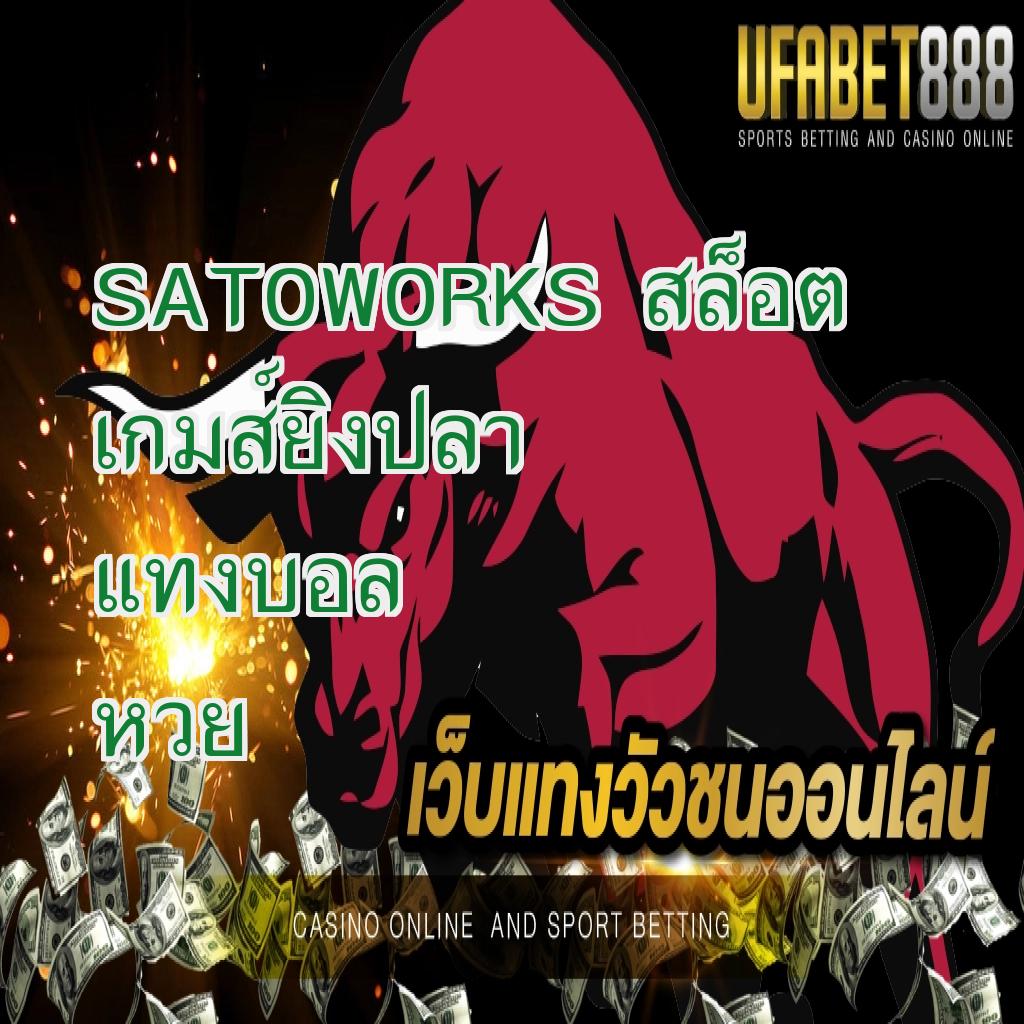 UFABET888
SPORTS BETTING AND CASINO ONLINE
SATOWORKS สล็อต
เกมส์ยิงปลา
แทงบอล
หวย
เว็บแทงวัวชนออนไลน์
CASINO ONLINE AND SPORT BETTING